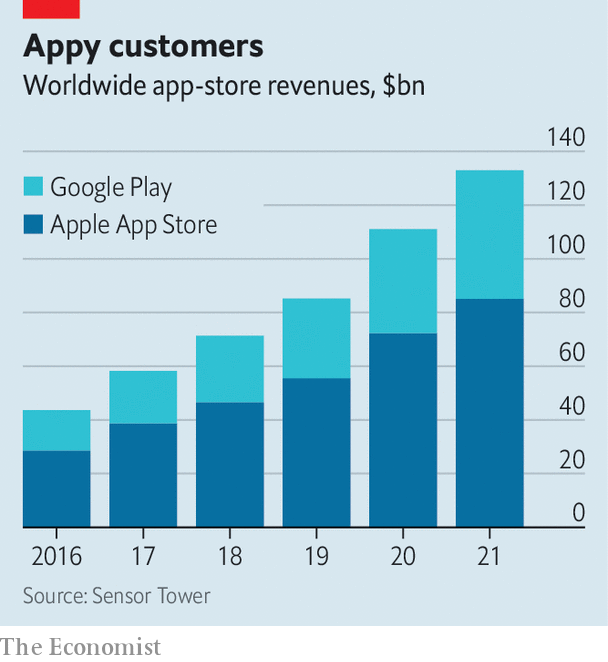 Appy customers
Worldwide app-store revenues, $bn
140
Google Play
120
Apple App Store
100
80
60
40
20
0
2016 17 18 19 20 21
Source: Sensor Tower
The Economist